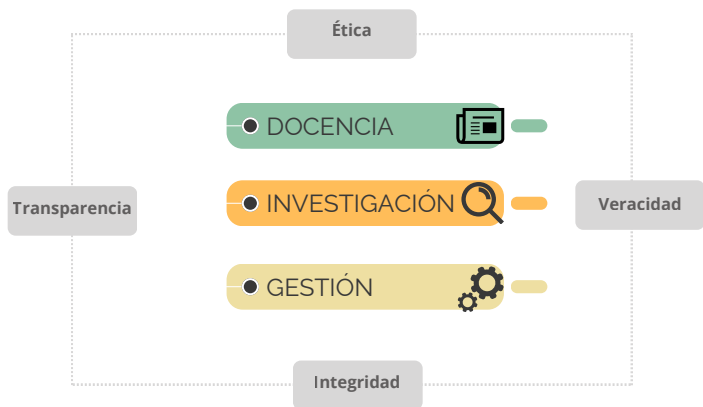 Ética
DOCENCIA
Transparencia
INVESTIGACIÓN
Veracidad
GESTIÓN
Integridad